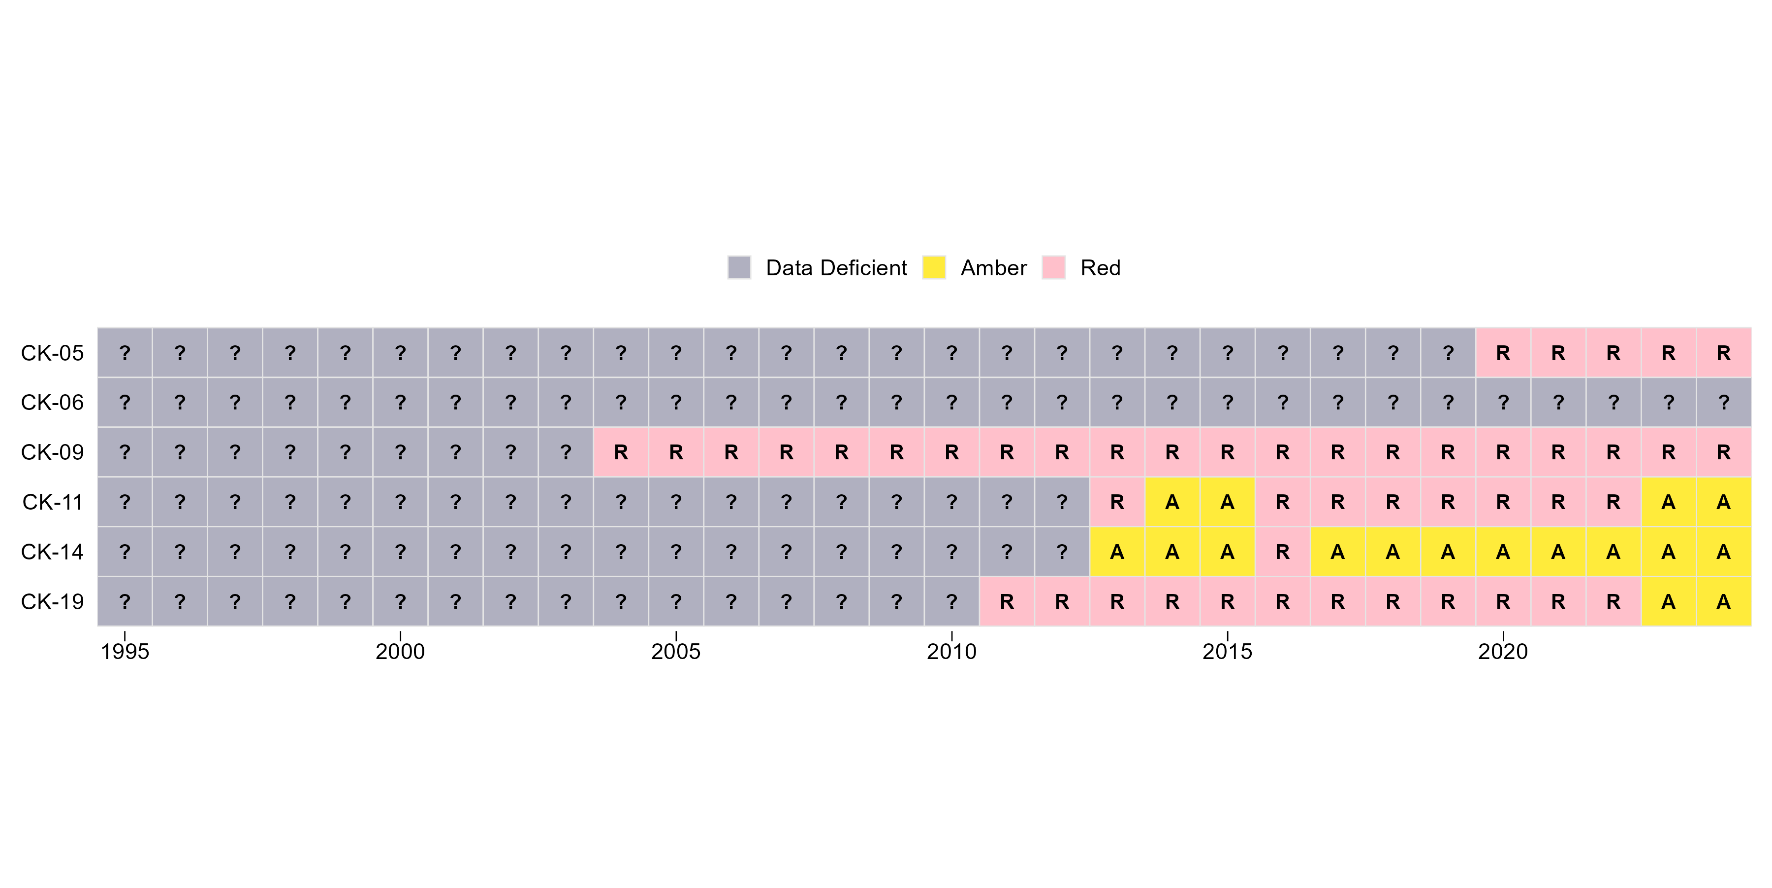 Data Deficient Amber Red
CK-05 ? ? ? ? ? ? ? ? ? ? ? ? ? ? ? ? ? ? ? ? ? ? ? ? ? R R R R R
CK-06 ? ? ? ? ? ? ? ? ? ? ? ? ? ? ? ? ? ? ? ? ? ? ? ? ? ? ? ? ? ?
CK-09 ? ? ? ? ? ? ? ? ? R R R R R R R R R R R R R R R R R R R R R
CK-11 ? ? ? ? ? ? ? ? ? ? ? ? ? ? ? ? ? ? R A A R R R R R R R A A
CK-14 ? ? ? ? ? ? ? ? ? ? ? ? ? ? ? ? ? ? A A A R A A A A A A A A
CK-19 ? ? ? ? ? ? ? ? ? ? ? ? ? ? ? ? R R R R R R R R R R R R A A
1995 2000 2005 2010 2015 2020